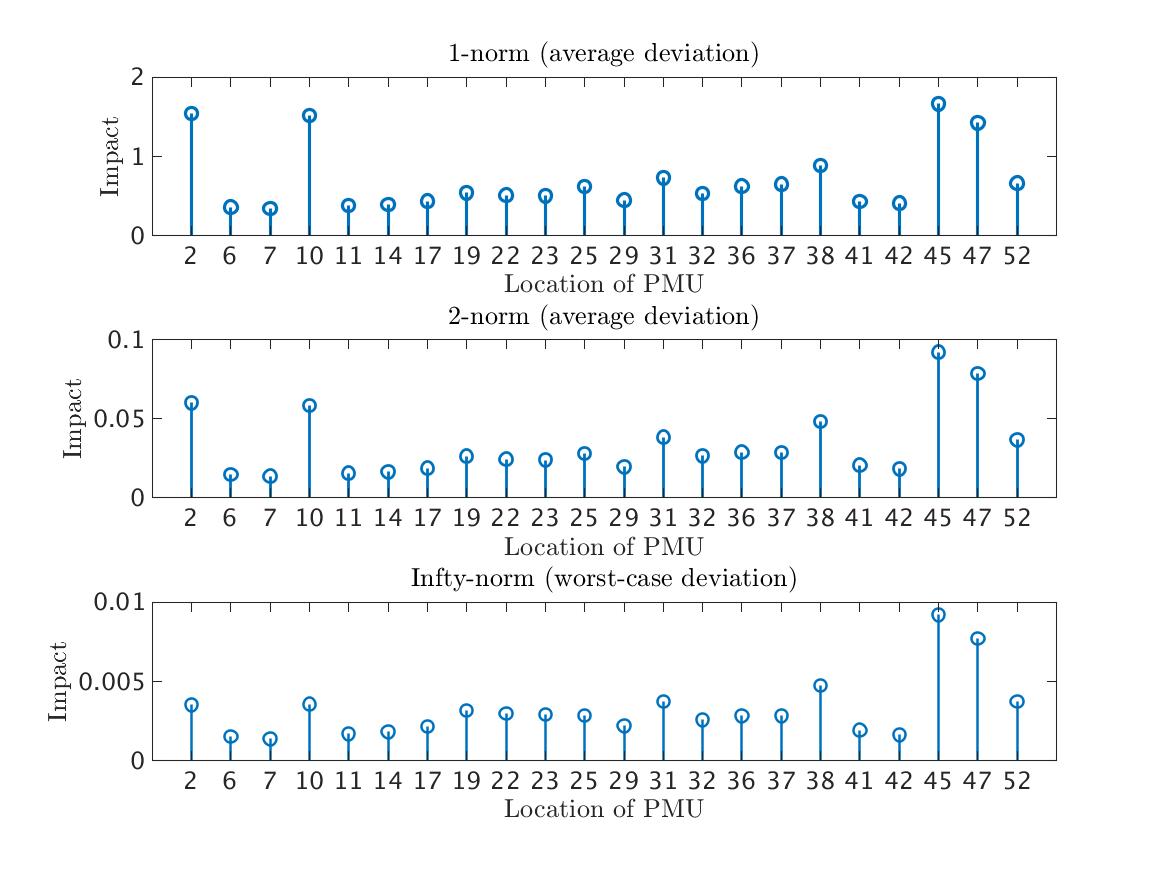 1-norm (average deviation)
2
1
0
Impact
2 6 7 10 11 14 17 19 22 23 25 29 31 32 36 37 38 41 42 45 47 52
Location of PMU
2-norm (average deviation)
0.1
0.05
0
Impact
2 6 7 10 11 14 17 19 22 23 25 29 31 32 36 37 38 41 42 45 47 52
Location of PMU
Infty-norm (worst-case deviation)
0.01
0.005
0
Impact
2 6 7 10 11 14 17 19 22 23 25 29 31 32 36 37 38 41 42 45 47 52
Location of PMU